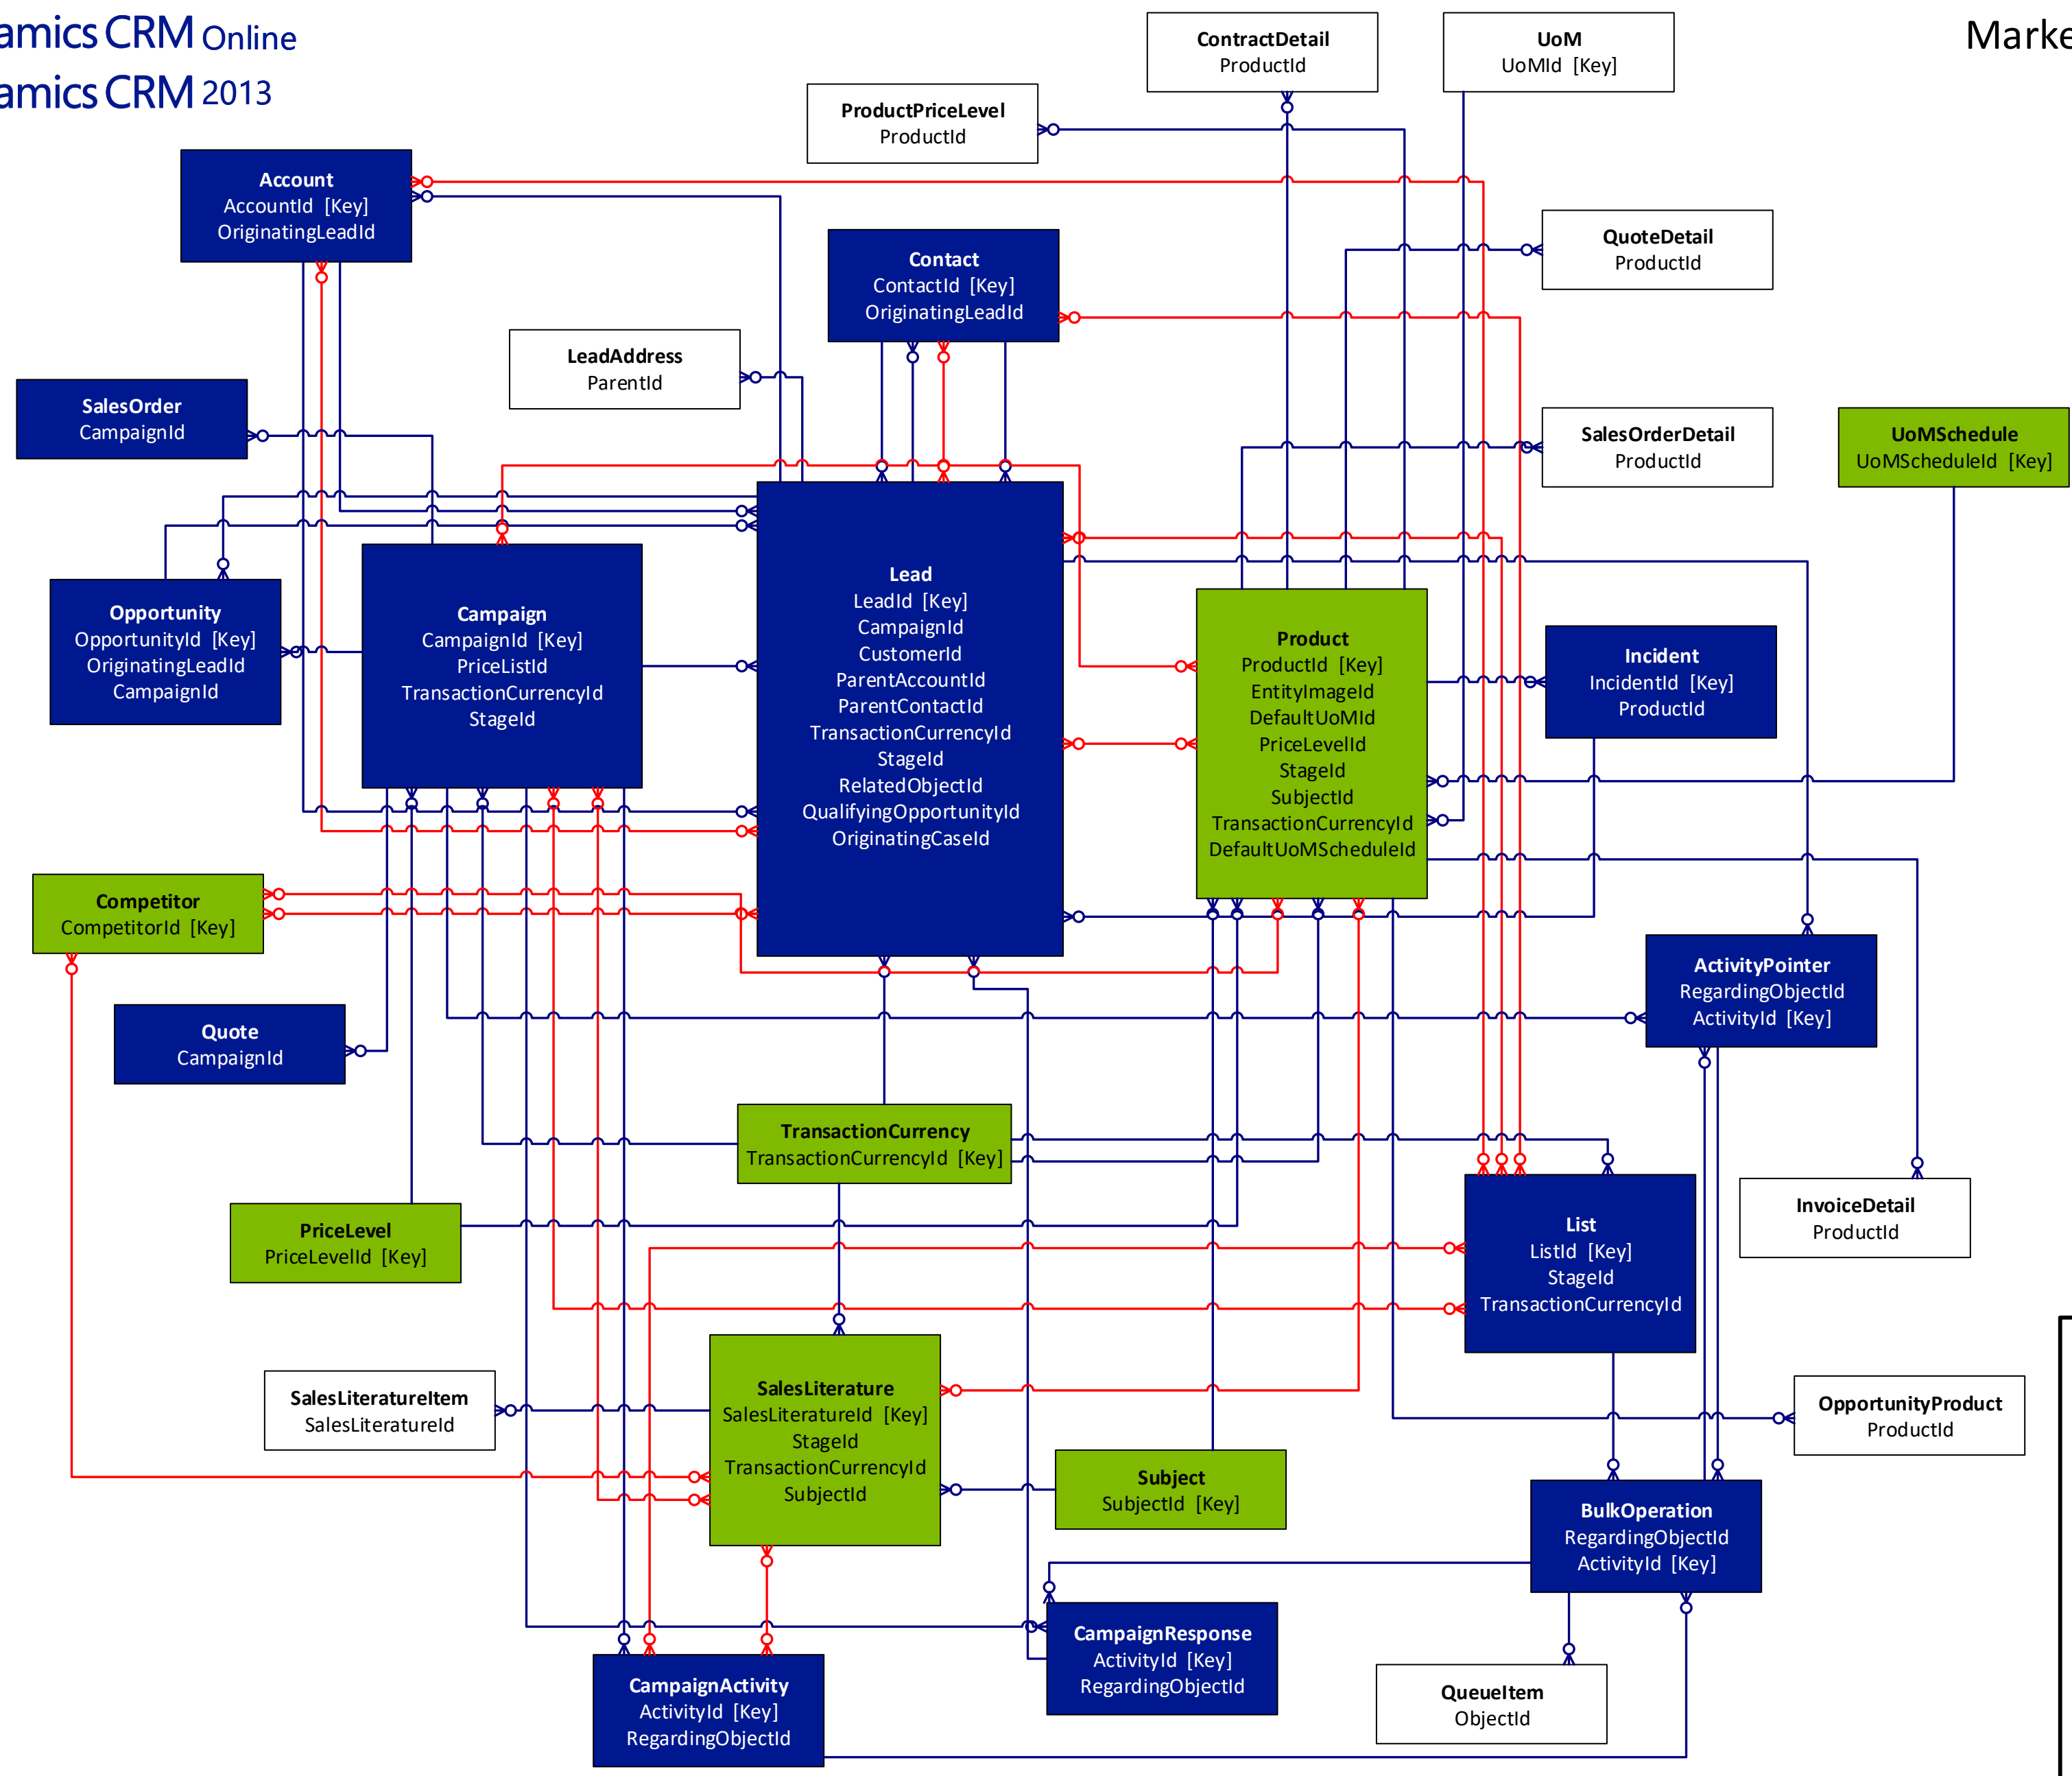 amics CRM Online
amics CRM 2013
Marke
ContractDetail
ProductId
UoM
UoMId [Key]
ProductPriceLevel
ProductId
Account
AccountId [Key]
OriginatingLeadId
QuoteDetail
ProductId
Contact
ContactId [Key]
OriginatingLeadId
LeadAddress
ParentId
SalesOrder
CampaignId
SalesOrderDetail
ProductId
UoMSchedule
UoMScheduleId [Key]
Opportunity
OpportunityId [Key]
OriginatingLeadId
CampaignId
Campaign
CampaignId [Key]
PriceListId
TransactionCurrencyId
StageId
Lead
LeadId [Key]
CampaignId
CustomerId
ParentAccountId
ParentContactId
TransactionCurrencyId
StageId
RelatedObjectId
QualifyingOpportunityId
OriginatingCaseId
Product
ProductId [Key]
EntityImageId
DefaultUoMId
PriceLevelId
StageId
SubjectId
TransactionCurrencyId
DefaultUoMScheduleId
Incident
IncidentId [Key]
ProductId
Competitor
CompetitorId [Key]
ActivityPointer
RegardingObjectId
ActivityId [Key]
Quote
CampaignId
TransactionCurrency
TransactionCurrencyId [Key]
PriceLevel
PriceLevelId [Key]
List
ListId [Key]
StageId
TransactionCurrencyId
InvoiceDetail
ProductId
SalesLiteratureItem
SalesLiteratureId
SalesLiterature
SalesLiteratureId [Key]
StageId
TransactionCurrencyId
SubjectId
OpportunityProduct
ProductId
Subject
SubjectId [Key]
BulkOperation
RegardingObjectId
ActivityId [Key]
CampaignResponse
ActivityId [Key]
RegardingObjectId
CampaignActivity
ActivityId [Key]
RegardingObjectId
QueueItem
ObjectId